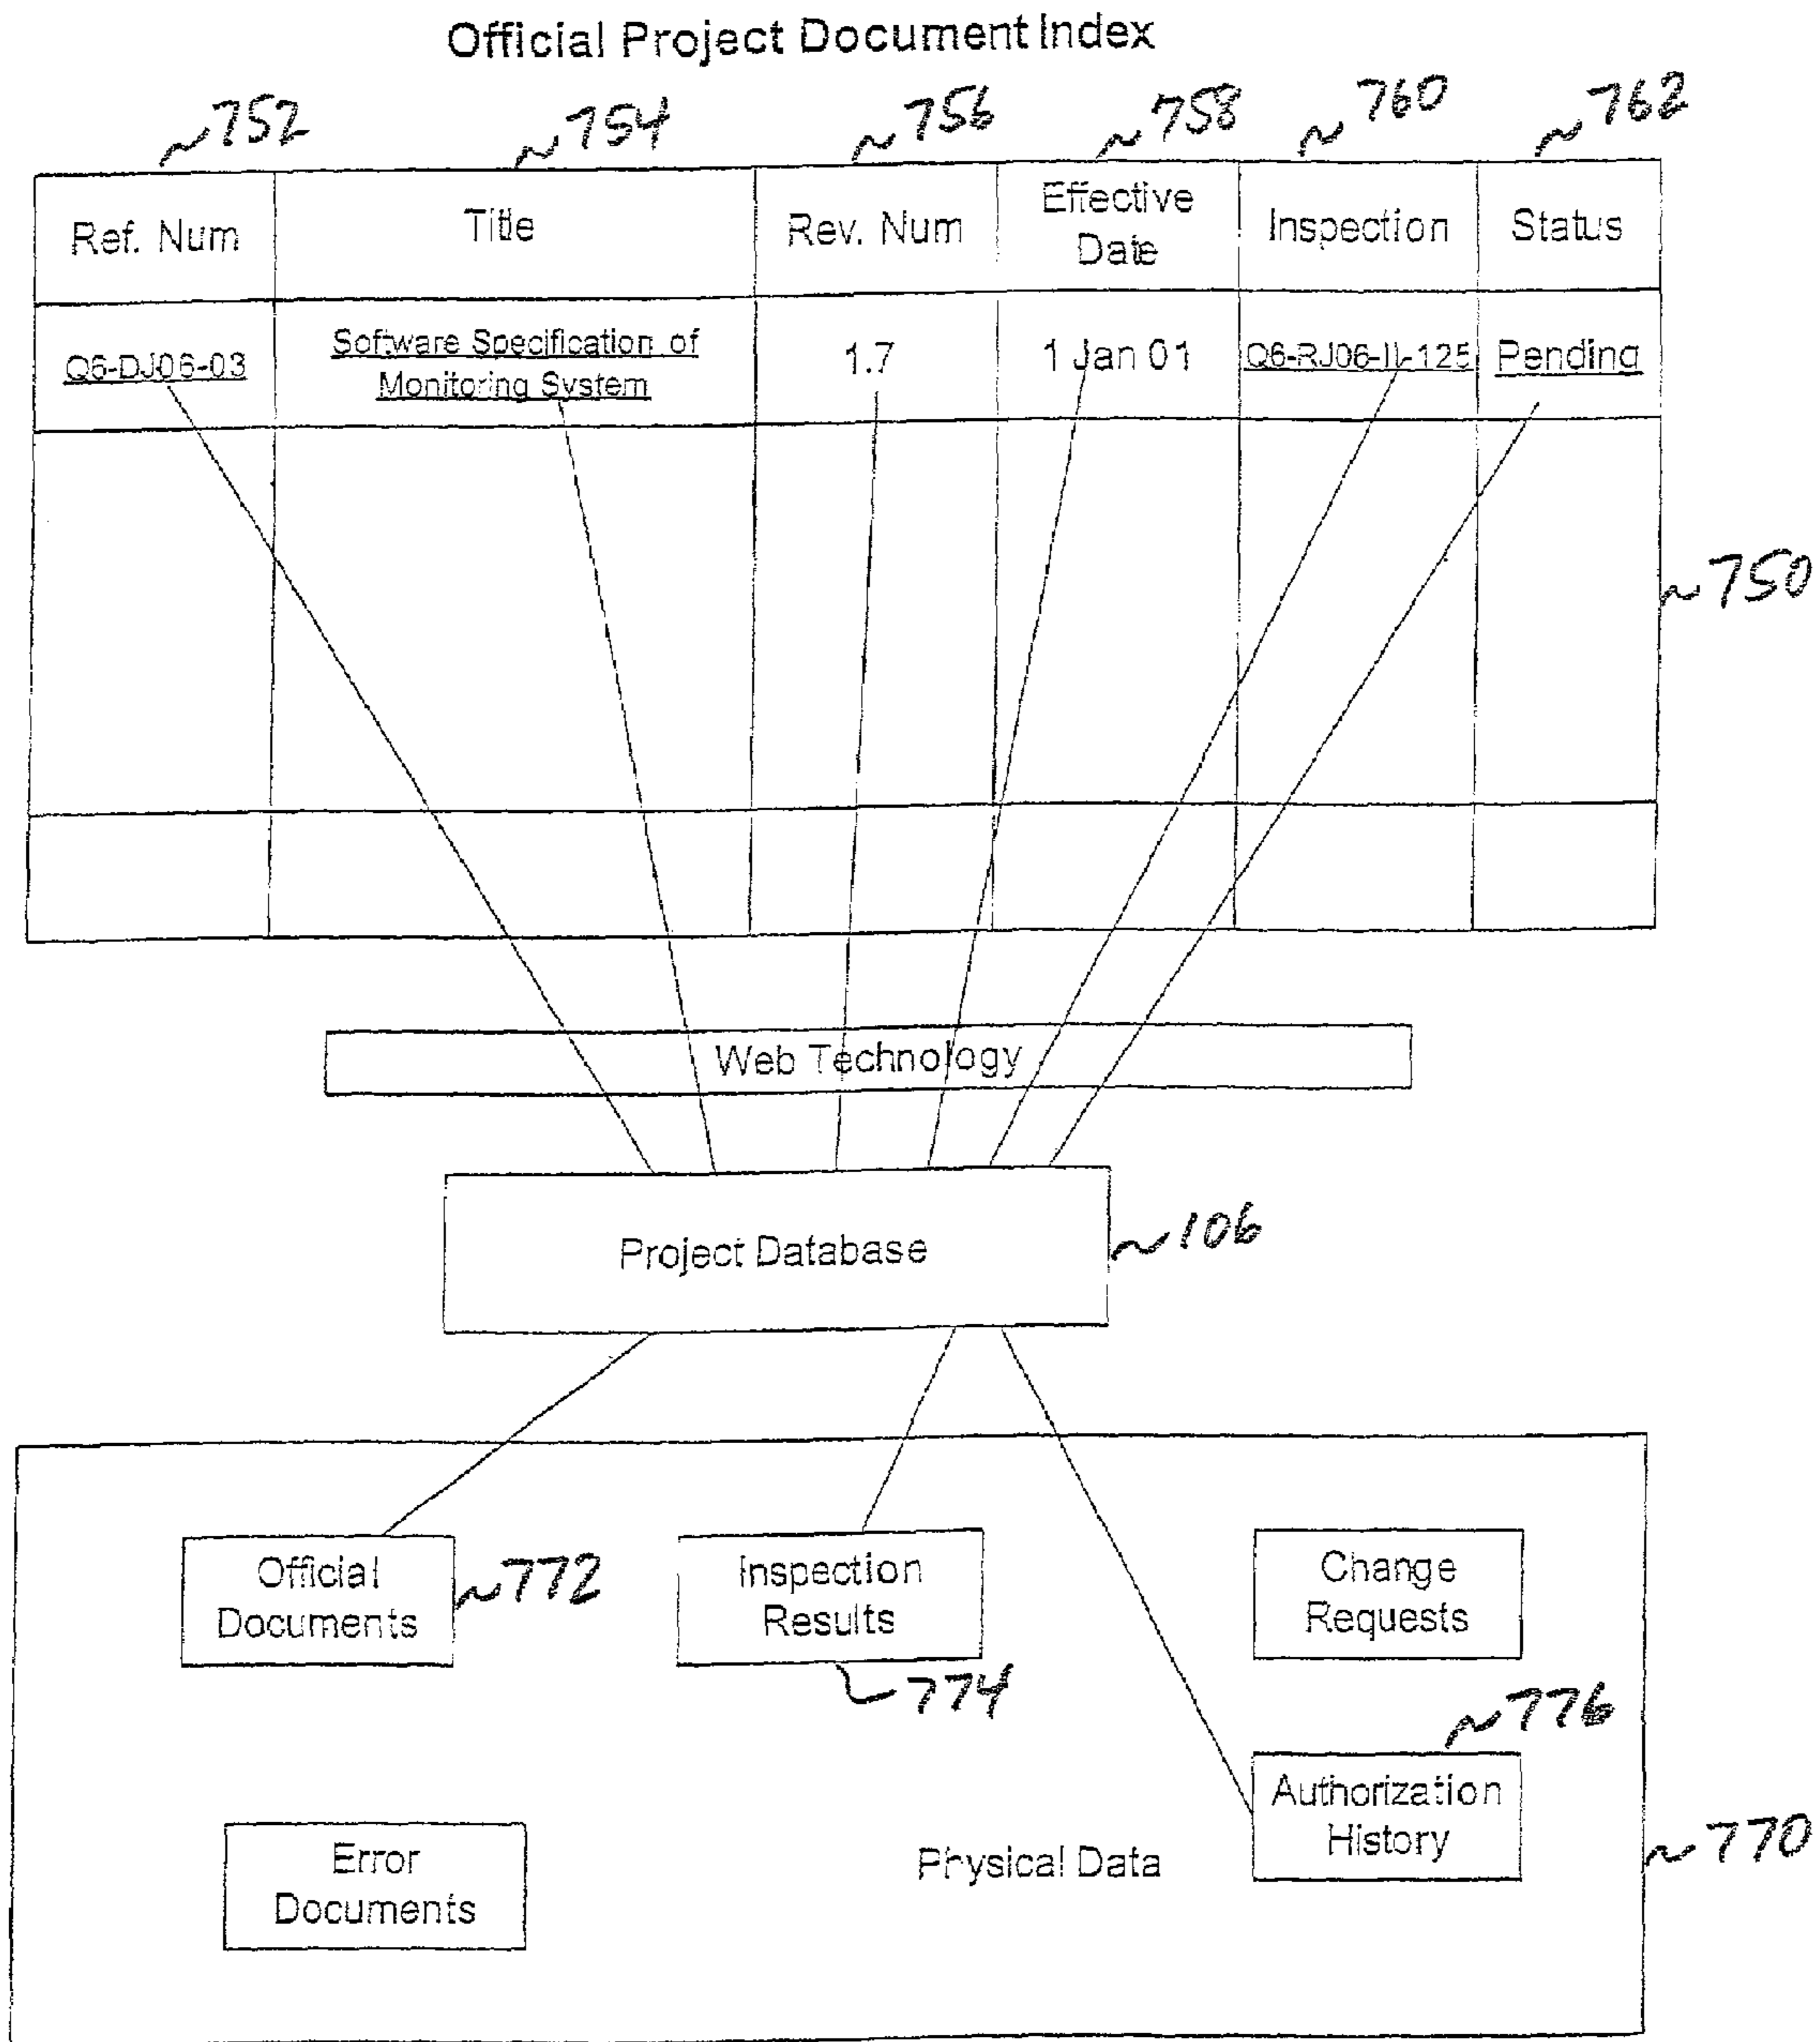 Official Project Document Index
~752 ~754 ~756 ~758 ~760 ~762
Ref. Num Title Rev. Num Effective Date Inspection Status
Q6-DJ06-03 Software Specification of Monitoring System 1.7 1 Jan 01 Q6-RJ06-II-125 Pending
~750
Web Technology
Project Database
~106
Official Documents
~772
Inspection Results
774
Change Requests
~776
Authorization History
~770
Error Documents
Physical Data